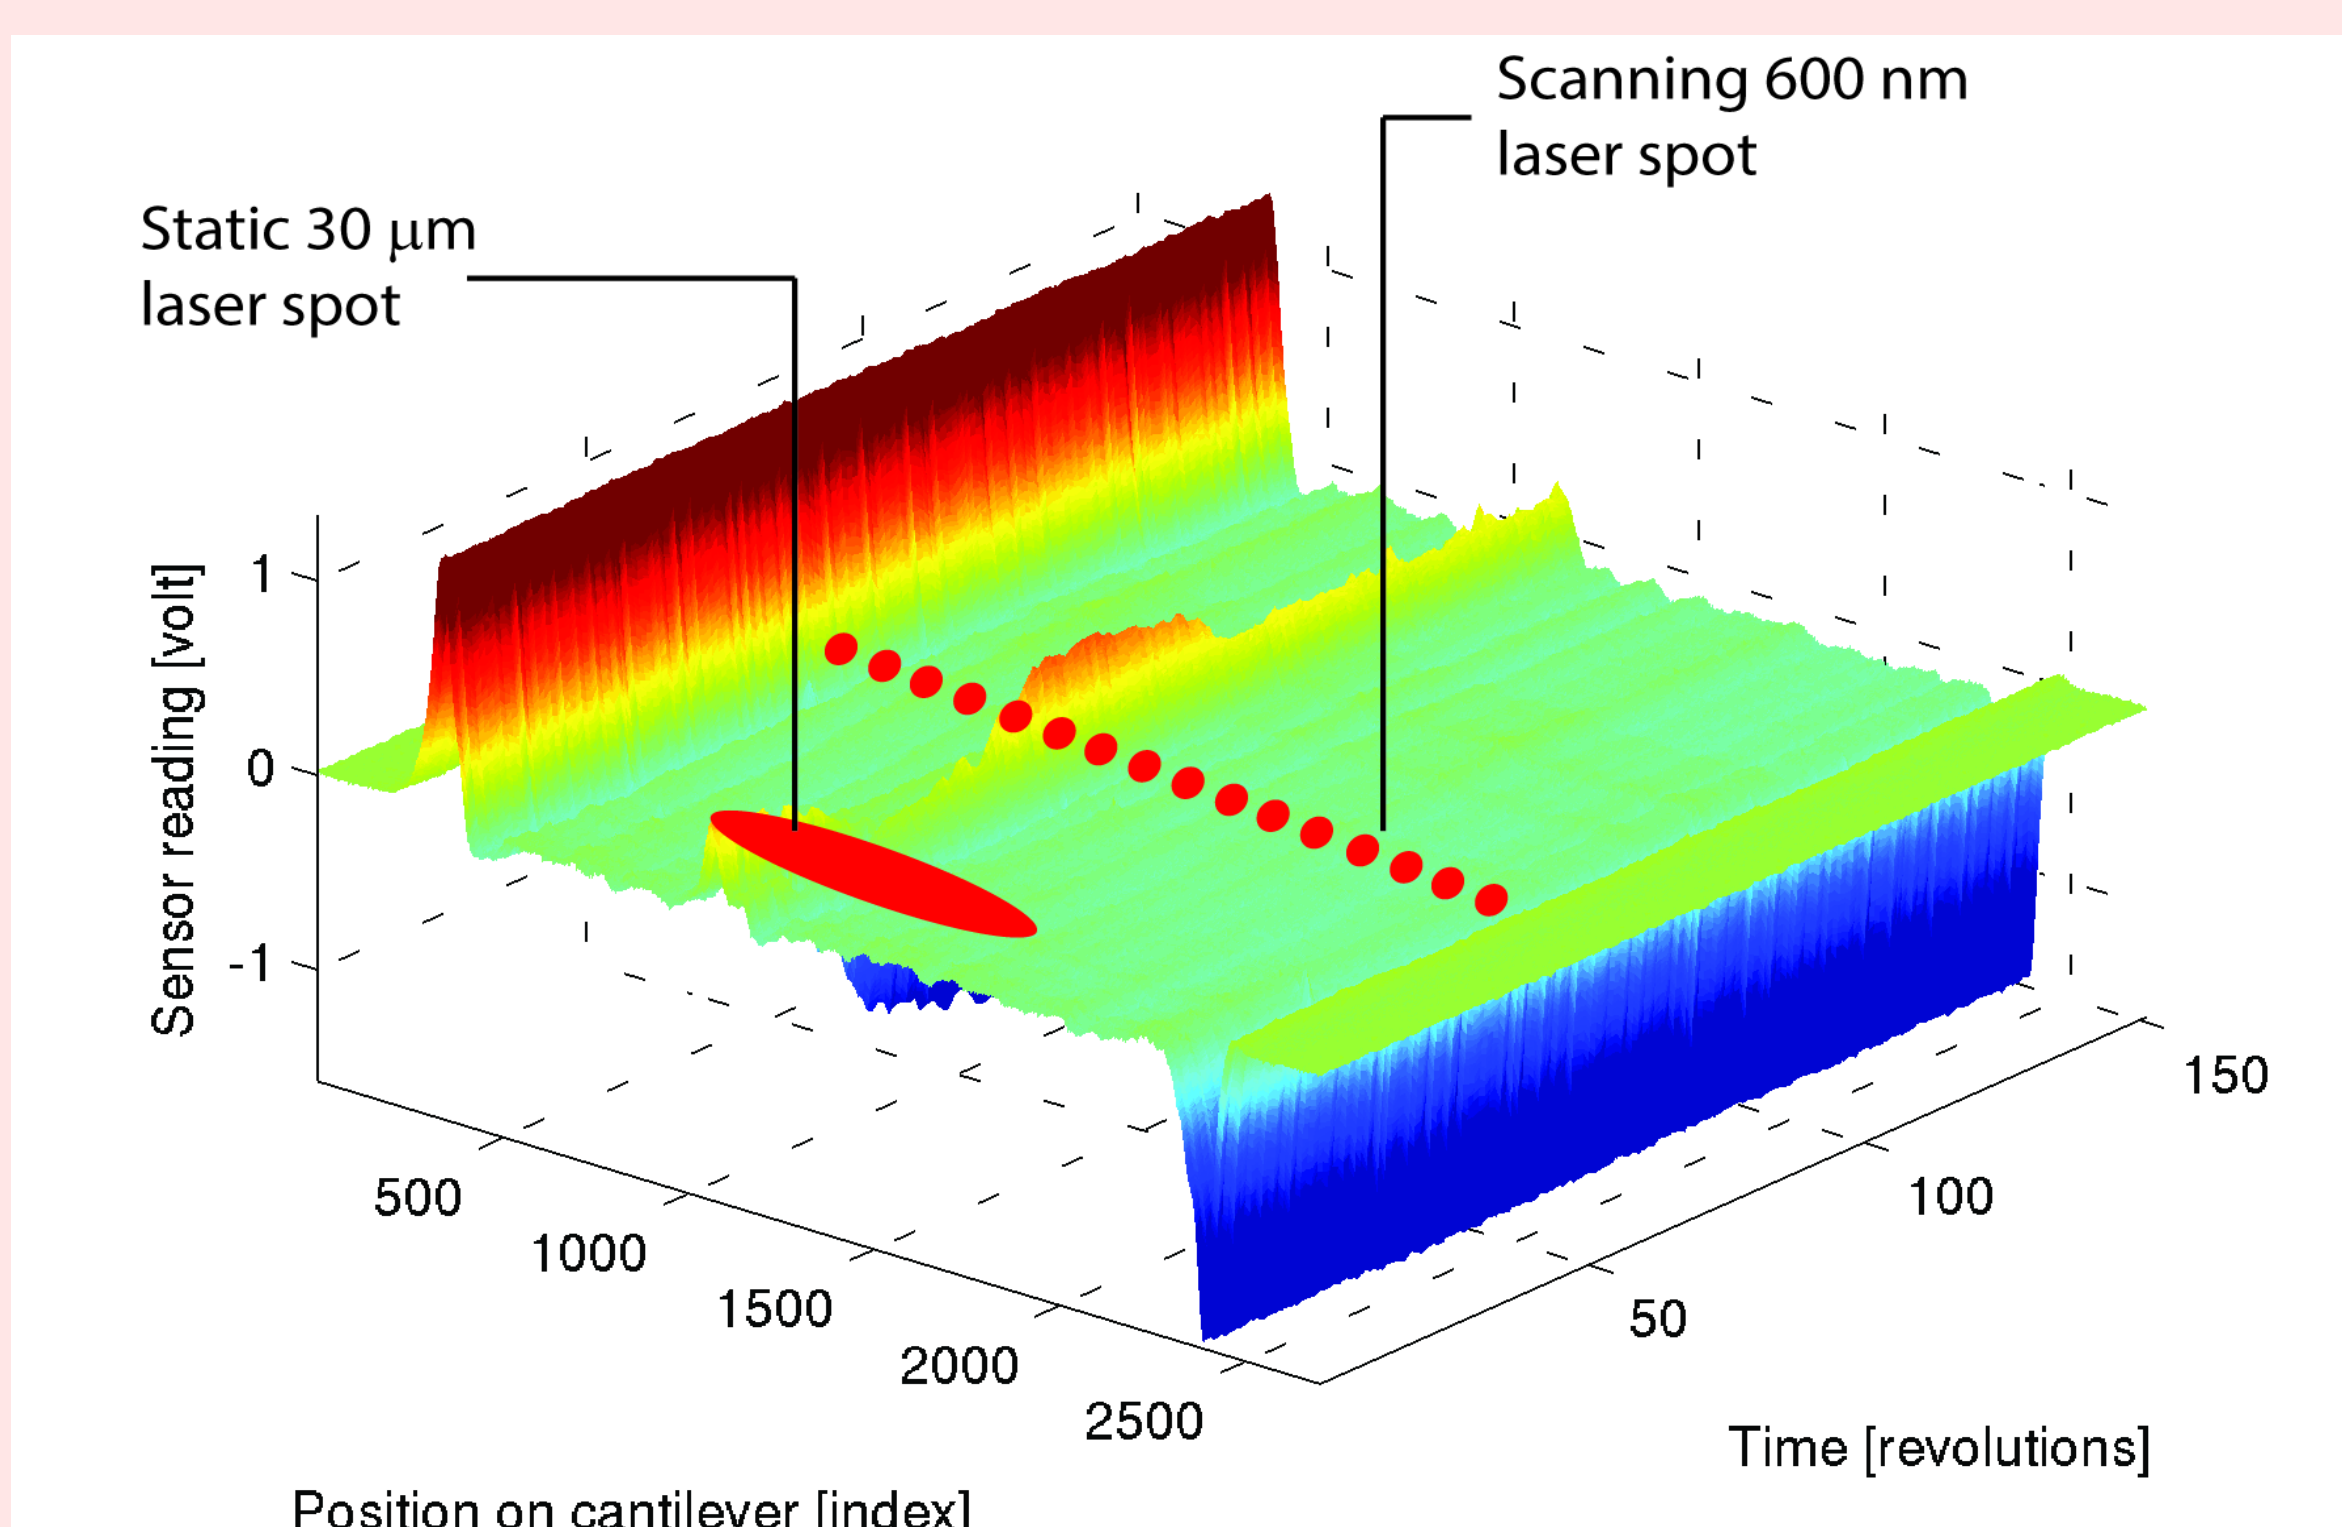 Scanning 600 nm
laser spot
Static 30 μm
laser spot
Sensor reading [volt]
1
0
-1
500
1000
1500
2000
2500
Position on cantilever [index]
50
100
150
Time [revolutions]